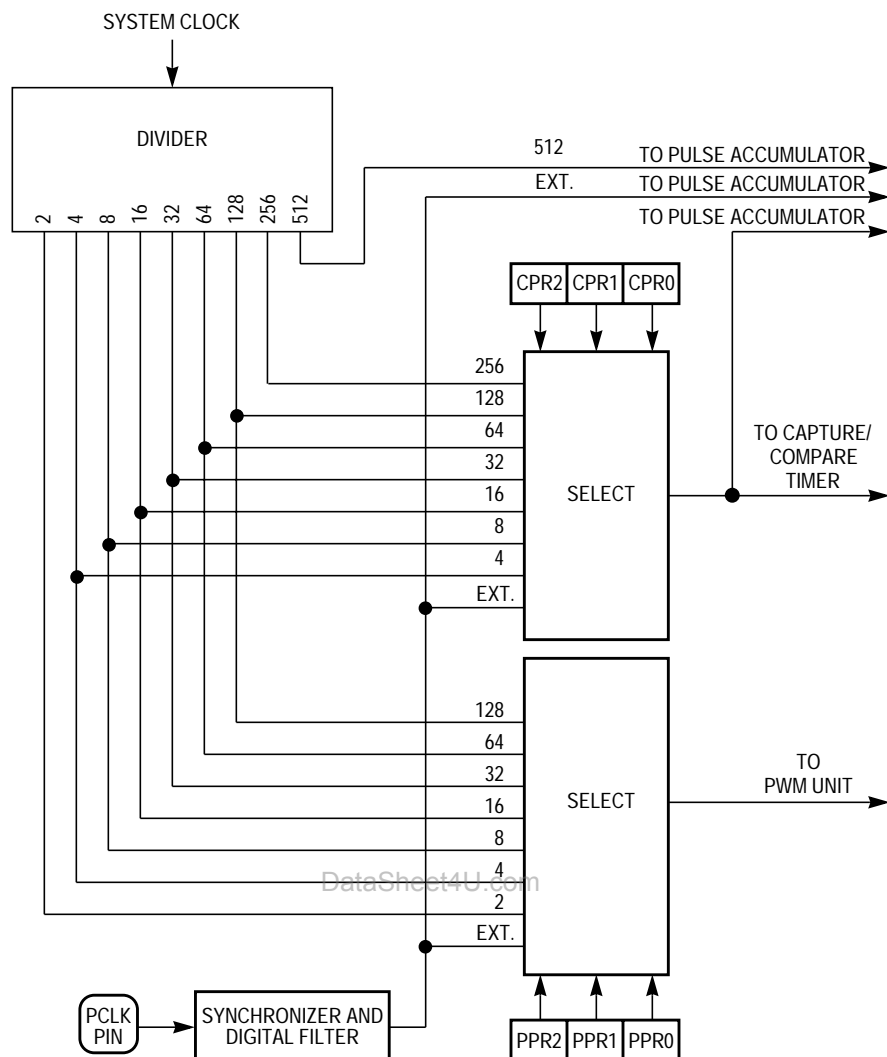 SYSTEM CLOCK
DIVIDER
2 4 8 16 32 64 128 256 512
512 TO PULSE ACCUMULATOR
EXT. TO PULSE ACCUMULATOR
TO PULSE ACCUMULATOR
CPR2 CPR1 CPR0
256
128
64
32
16
8
4
EXT.
SELECT
TO CAPTURE/
COMPARE
TIMER
128
64
32
16
8
4
2
EXT.
SELECT
TO
PWM UNIT
DataSheet4U.com
PCLK
PIN
SYNCHRONIZER AND
DIGITAL FILTER
PPR2 PPR1 PPR0